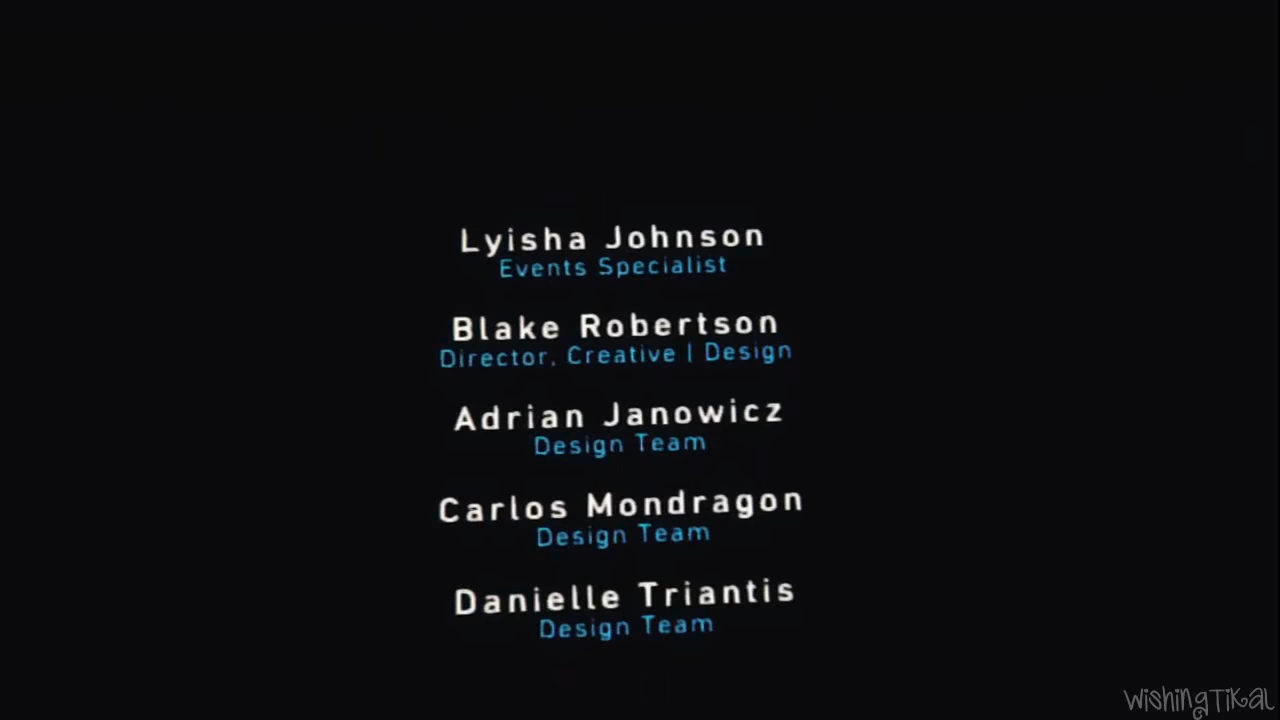 Lyisha Johnson
Events Specialist
Blake Robertson
Director, Creative | Design
Adrian Janowicz
Design Team
Carlos Mondragon
Design Team
Danielle Triantis
Design Team
WishingTikal